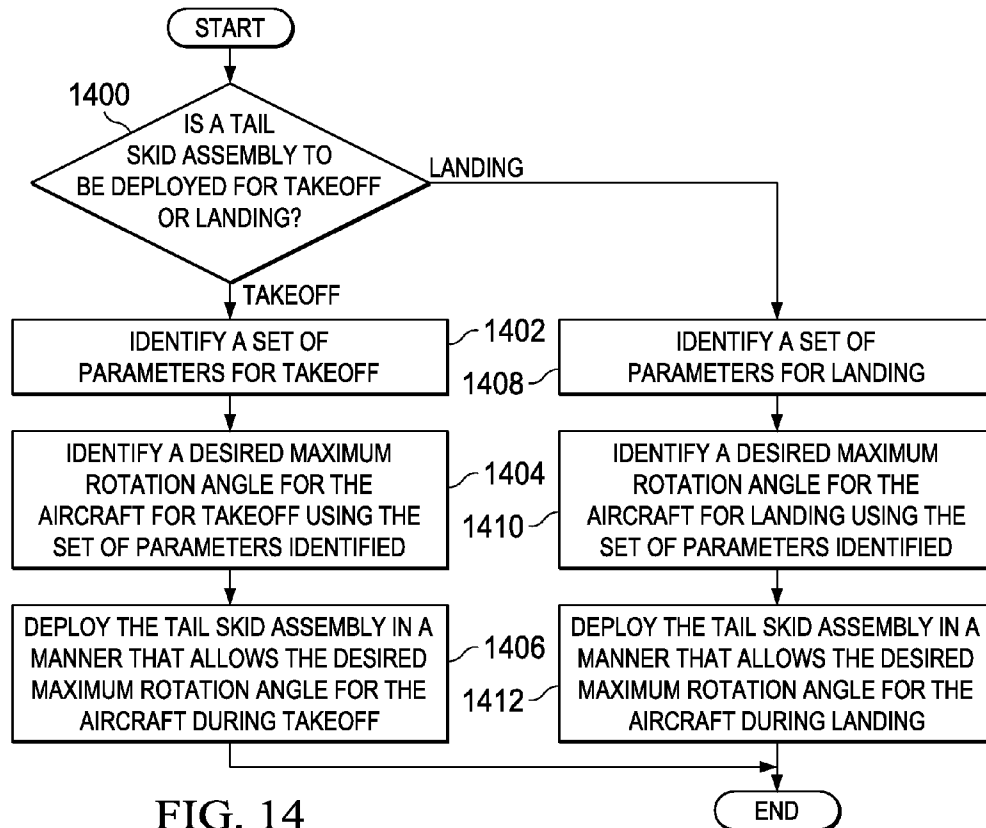 START
1400
IS A TAIL
SKID ASSEMBLY TO
BE DEPLOYED FOR TAKEOFF
OR LANDING?
LANDING
TAKEOFF
IDENTIFY A SET OF
PARAMETERS FOR TAKEOFF
1402
1408
IDENTIFY A SET OF
PARAMETERS FOR LANDING
IDENTIFY A DESIRED MAXIMUM
ROTATION ANGLE FOR THE
AIRCRAFT FOR TAKEOFF USING THE
SET OF PARAMETERS IDENTIFIED
1404
1410
IDENTIFY A DESIRED MAXIMUM
ROTATION ANGLE FOR THE
AIRCRAFT FOR LANDING USING THE
SET OF PARAMETERS IDENTIFIED
DEPLOY THE TAIL SKID ASSEMBLY IN A
MANNER THAT ALLOWS THE DESIRED
MAXIMUM ROTATION ANGLE FOR THE
AIRCRAFT DURING TAKEOFF
1406
1412
DEPLOY THE TAIL SKID ASSEMBLY IN A
MANNER THAT ALLOWS THE DESIRED
MAXIMUM ROTATION ANGLE FOR THE
AIRCRAFT DURING LANDING
FIG. 14
END